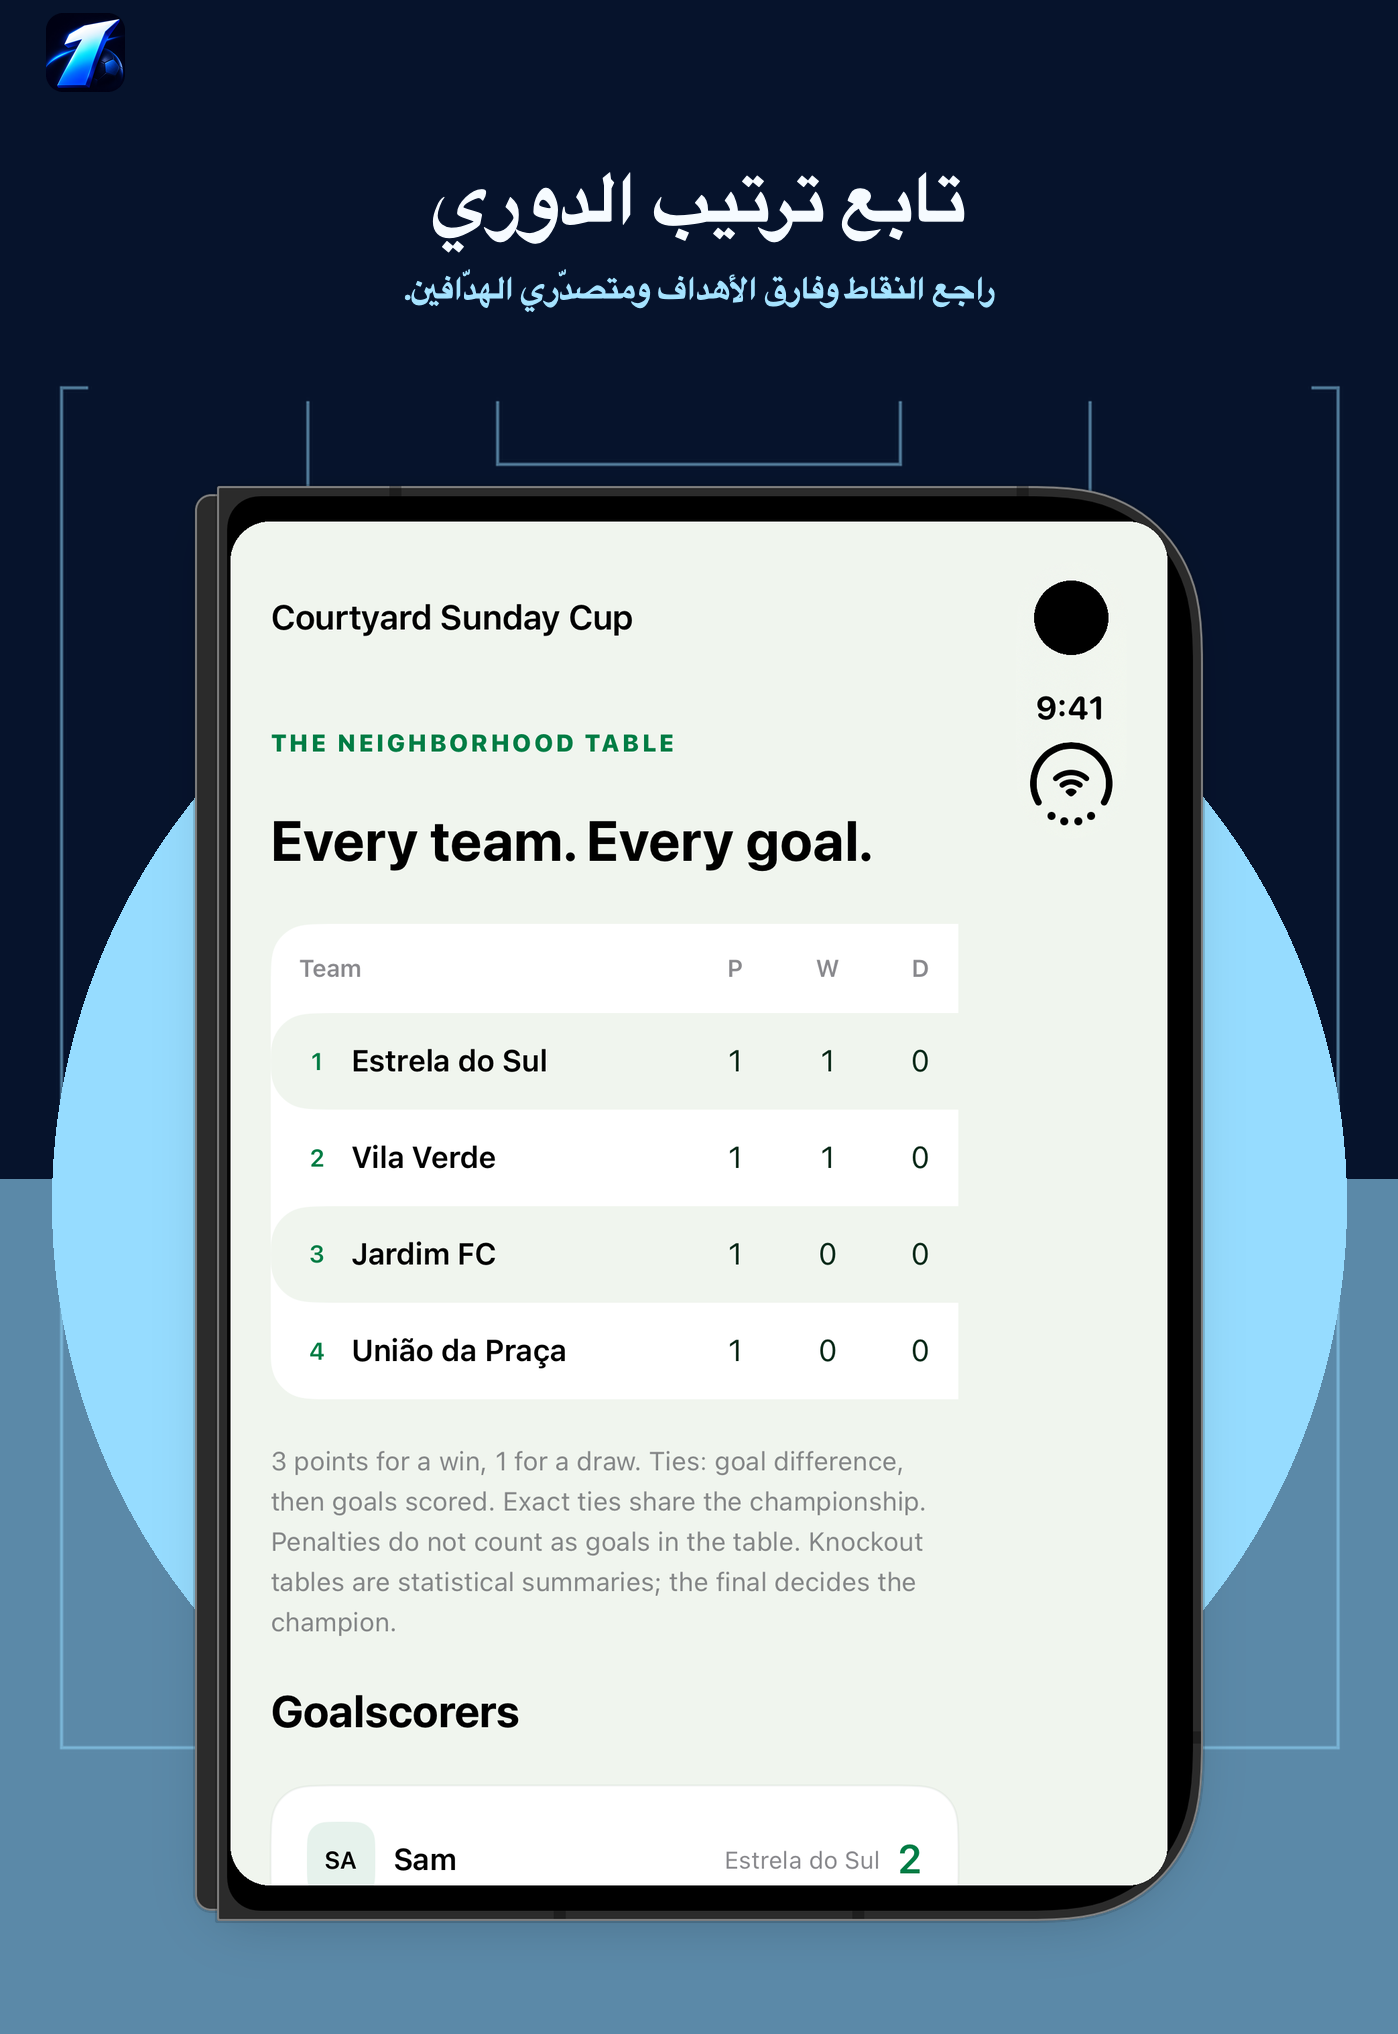 تابع ترتيب الدوري
راجع النقاط وفارق الأهداف ومتصدّري الهدّافين.
Courtyard Sunday Cup
9:41
THE NEIGHBORHOOD TABLE
Every team. Every goal.
Team P W D
1 Estrela do Sul 1 1 0
2 Vila Verde 1 1 0
3 Jardim FC 1 0 0
4 União da Praça 1 0 0
3 points for a win, 1 for a draw. Ties: goal difference,
then goals scored. Exact ties share the championship.
Penalties do not count as goals in the table. Knockout
tables are statistical summaries; the final decides the
champion.
Goalscorers
SA Sam Estrela do Sul 2